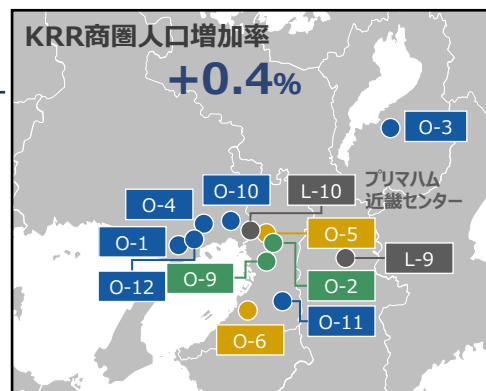 KRR商圏人口増加率
+0.4%
O-3
プリマハム
近畿センター
O-10
L-10
O-4
O-1
O-5
O-12
O-9
O-2
L-9
O-11
O-6